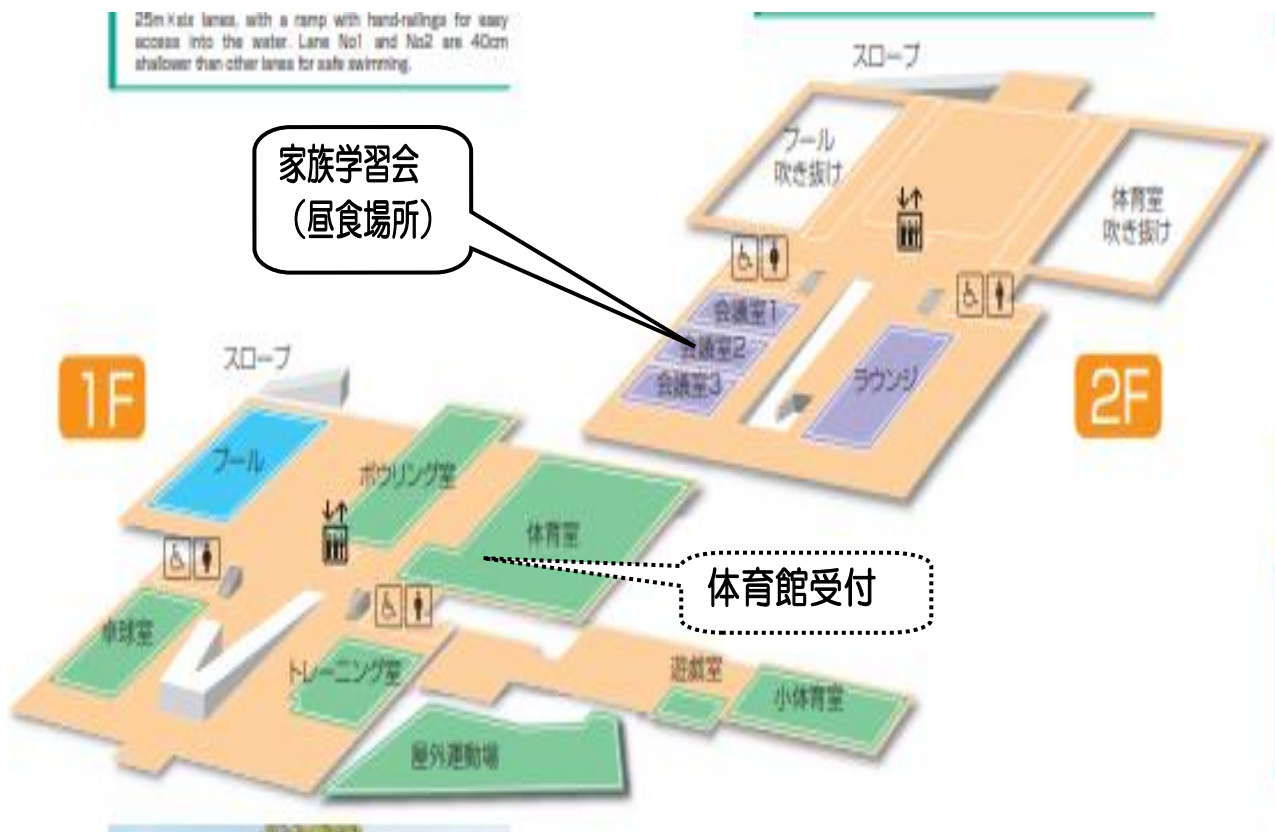 25m×six lanes, with a ramp with hand-railings for easy
access into the water. Lane No1 and No2 are 40cm
shallower than other lanes for safe swimming.
スロープ
プール
吹き抜け
体育室
吹き抜け
家族学習会
（昼食場所）
会議室1
会議室2
会議室3
ラウンジ
2F
1F
スロープ
プール
ボウリング室
体育室
体育館受付
卓球室
トレーニング室
遊戯室
小体育室
屋外運動場